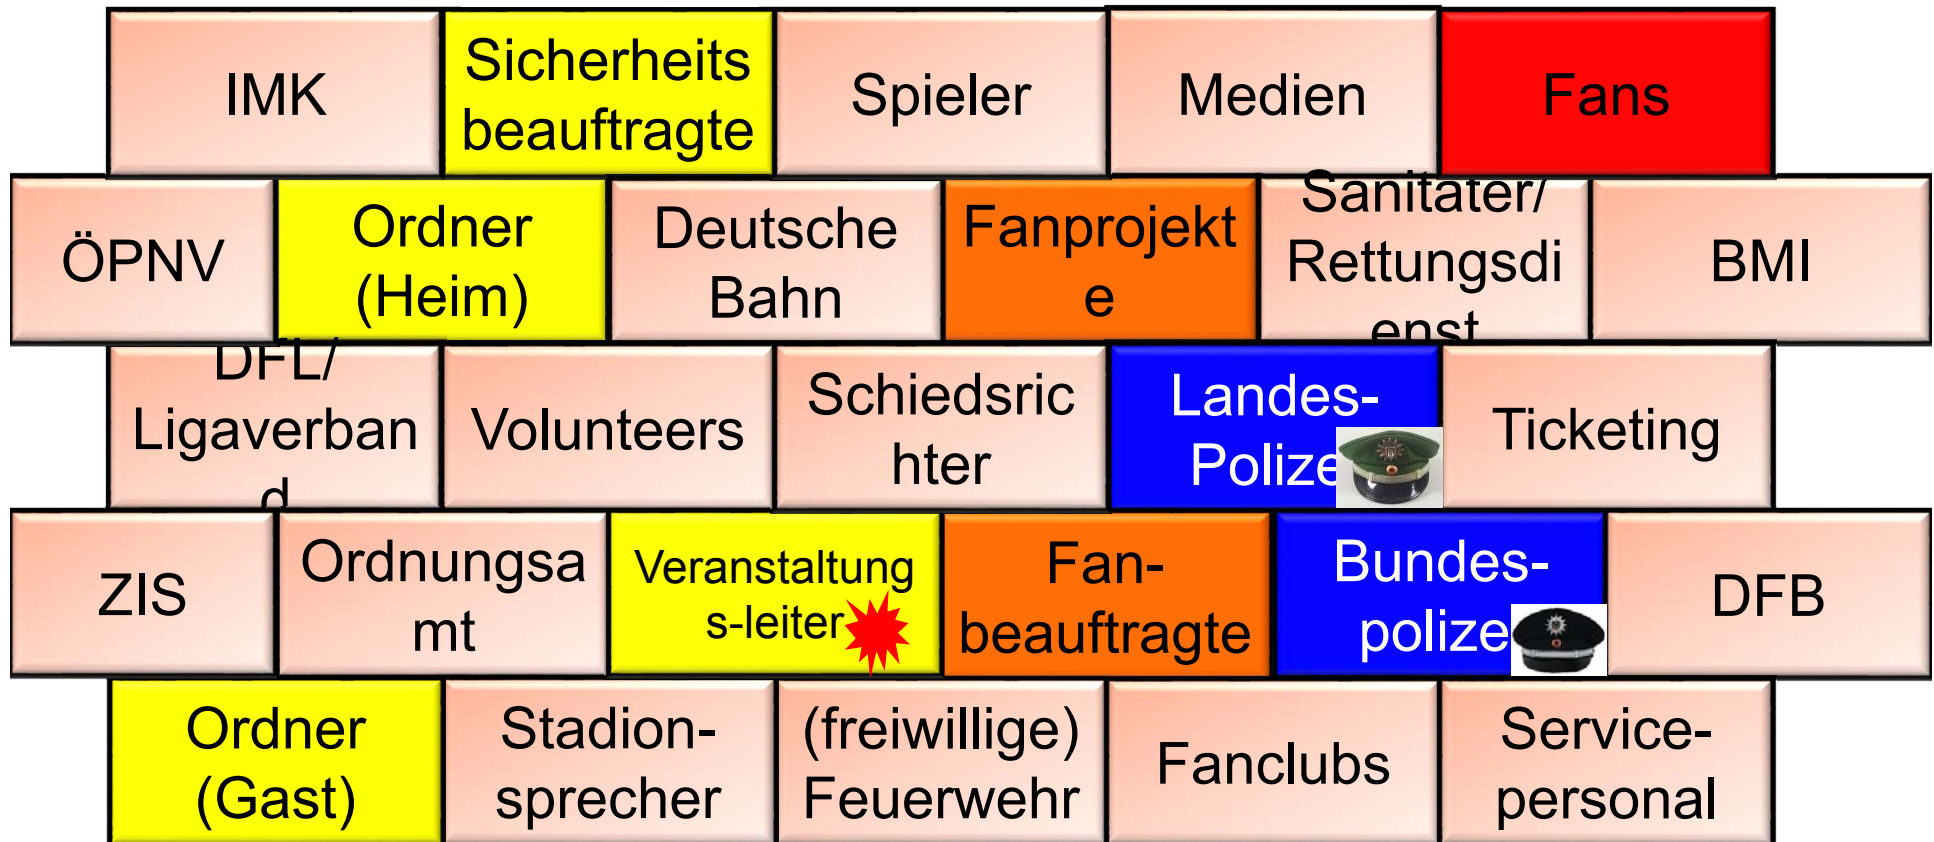 IMK
Sicherheits
beauftragte
Spieler
Medien
Fans
ÖPNV
Ordner
(Heim)
Deutsche
Bahn
Fanprojekt
e
Sanitäter/
Rettungsdi
enst
BMI
DFL/
Ligaverban
d
Volunteers
Schiedsric
hter
Landes-
Polize
Ticketing
ZIS
Ordnungsa
mt
Veranstaltung
s-leiter
Fan-
beauftragte
Bundes-
polize
DFB
Ordner
(Gast)
Stadion-
sprecher
(freiwillige)
Feuerwehr
Fanclubs
Service-
personal